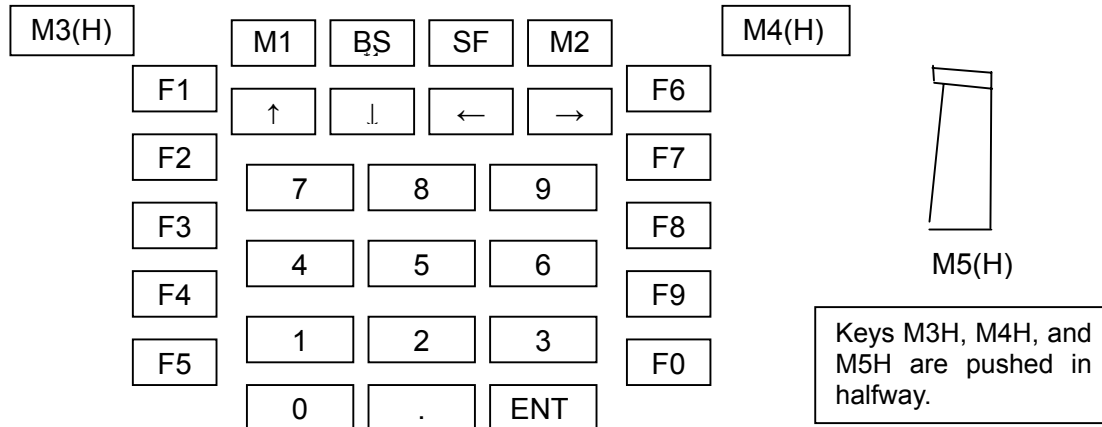 M3(H)
M1 BS SF M2
M4(H)
F1
F6
↑ ↓ ← →
F2
F7
7 8 9
F3
F8
4 5 6
M5(H)
F4
F9
1 2 3
Keys M3H, M4H, and
M5H are pushed in
halfway.
F5
F0
0 . ENT